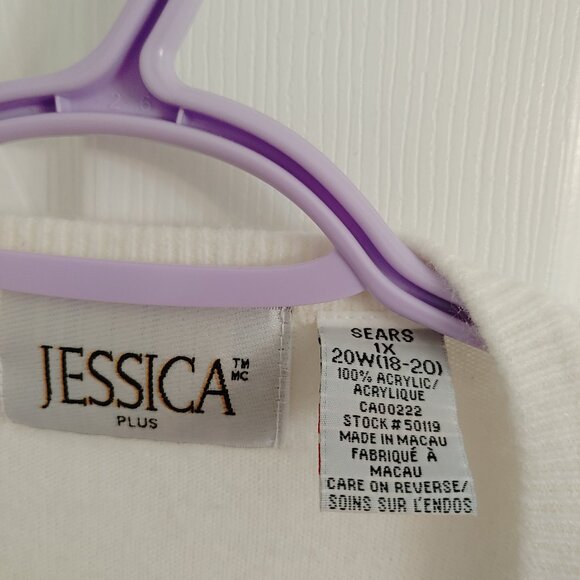 JESSICA ™ MC
PLUS
SEARS
1X
20W(18-20)
100% ACRYLIC/
ACRYLIQUE
CA00222
STOCK #50119
MADE IN MACAU
FABRIQUÉ À
MACAU
CARE ON REVERSE/
SOINS SUR L'ENDOS